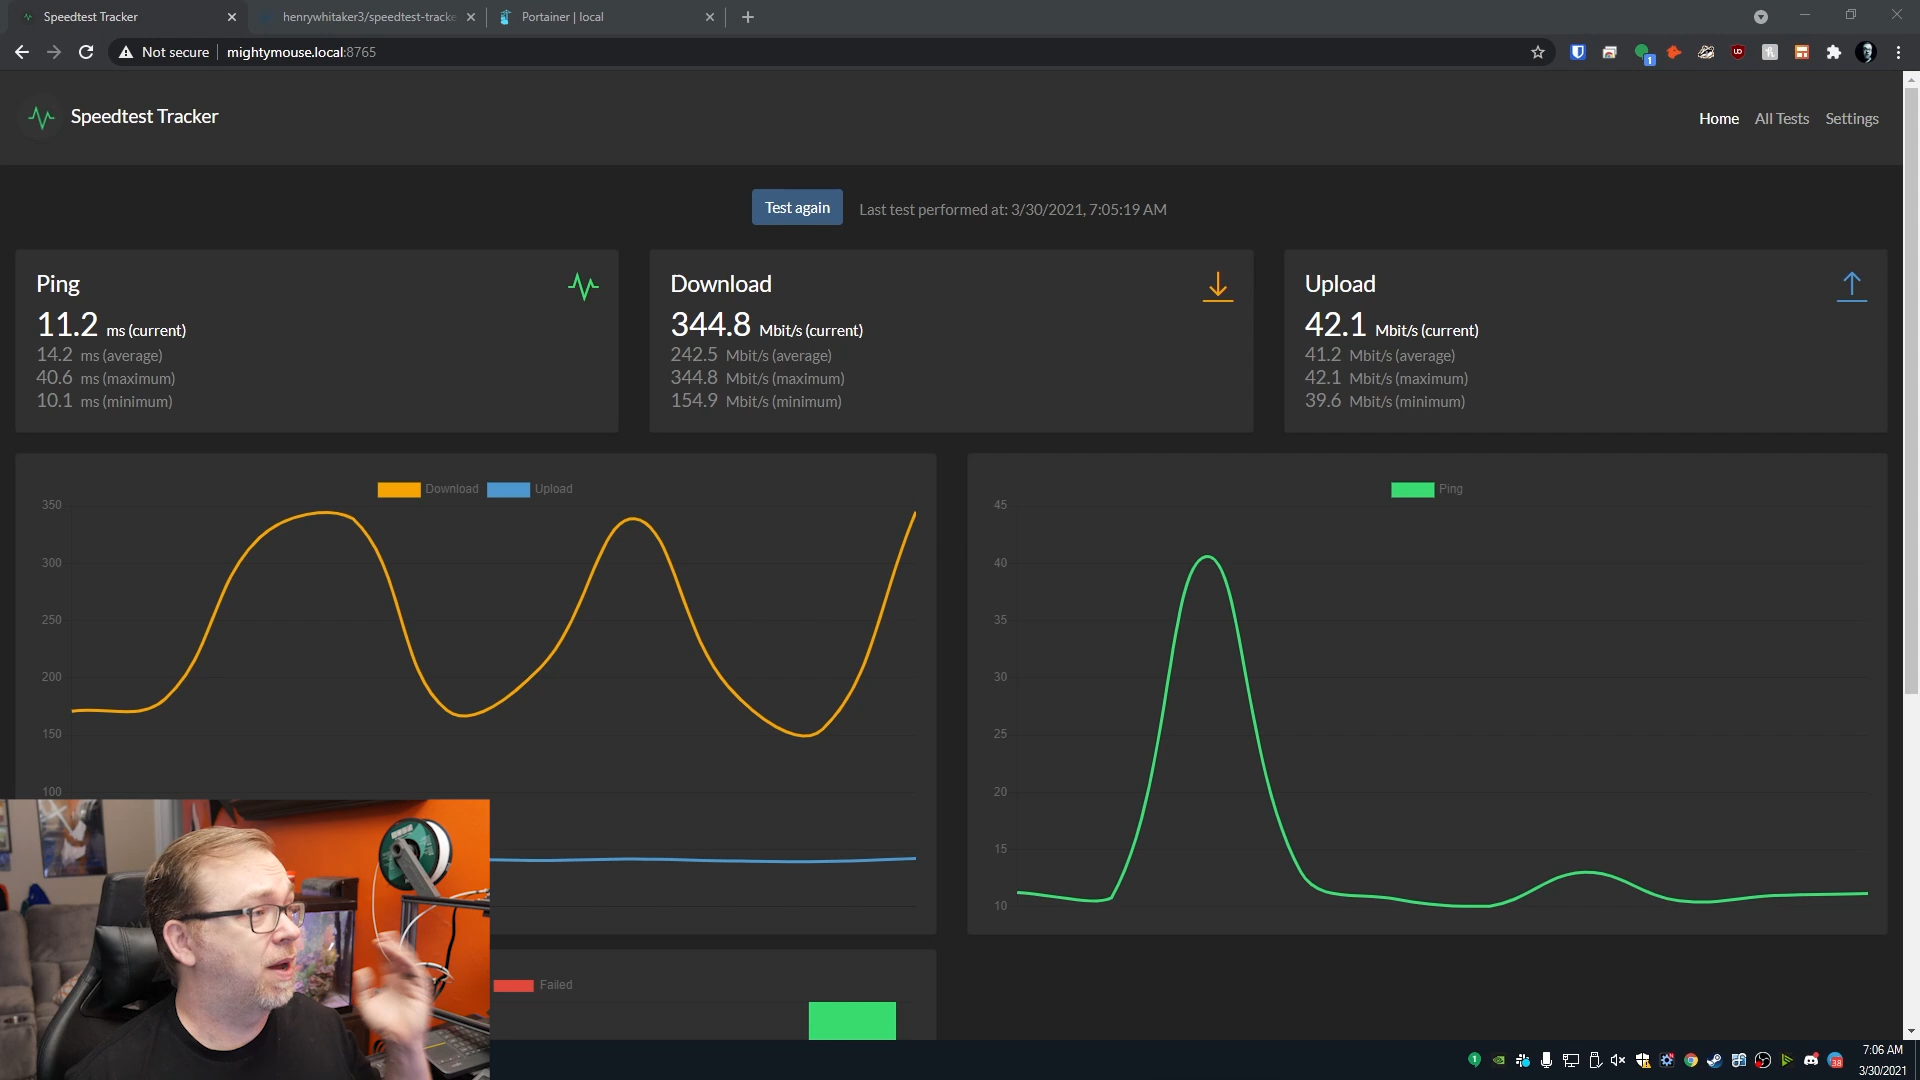 Speedtest Tracker
henrywhitaker3/speedtest-tracke
Portainer | local
Not secure
mightymouse.local:8765
1
Speedtest Tracker
Home
All Tests
Settings
Test again
Last test performed at: 3/30/2021, 7:05:19 AM
Ping
11.2 ms (current)
14.2 ms (average)
40.6 ms (maximum)
10.1 ms (minimum)
Download
344.8 Mbit/s (current)
242.5 Mbit/s (average)
344.8 Mbit/s (maximum)
154.9 Mbit/s (minimum)
Upload
42.1 Mbit/s (current)
41.2 Mbit/s (average)
42.1 Mbit/s (maximum)
39.6 Mbit/s (minimum)
Download
Upload
350
300
250
200
150
100
Ping
45
40
35
30
25
20
15
10
Failed
1
38
7:06 AM
3/30/2021